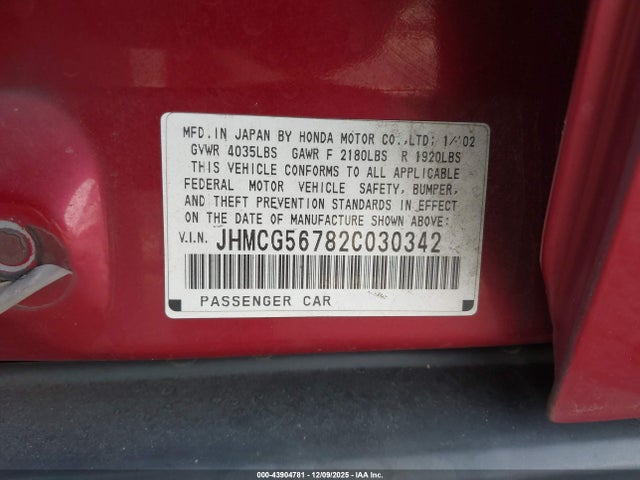 MFD. IN JAPAN BY HONDA MOTOR CO.,LTD; 1/'02
GVWR 4035LBS GAWR F 2180LBS R 1920LBS
THIS VEHICLE CONFORMS TO ALL APPLICABLE
FEDERAL MOTOR VEHICLE SAFETY, BUMPER,
AND THEFT PREVENTION STANDARDS IN EFFECT
ON THE DATE OF MANUFACTURE SHOWN ABOVE:
V.I.N. JHMCG56782C030342
PASSENGER CAR
000-43904781 - 12/09/2025 - IAA Inc.